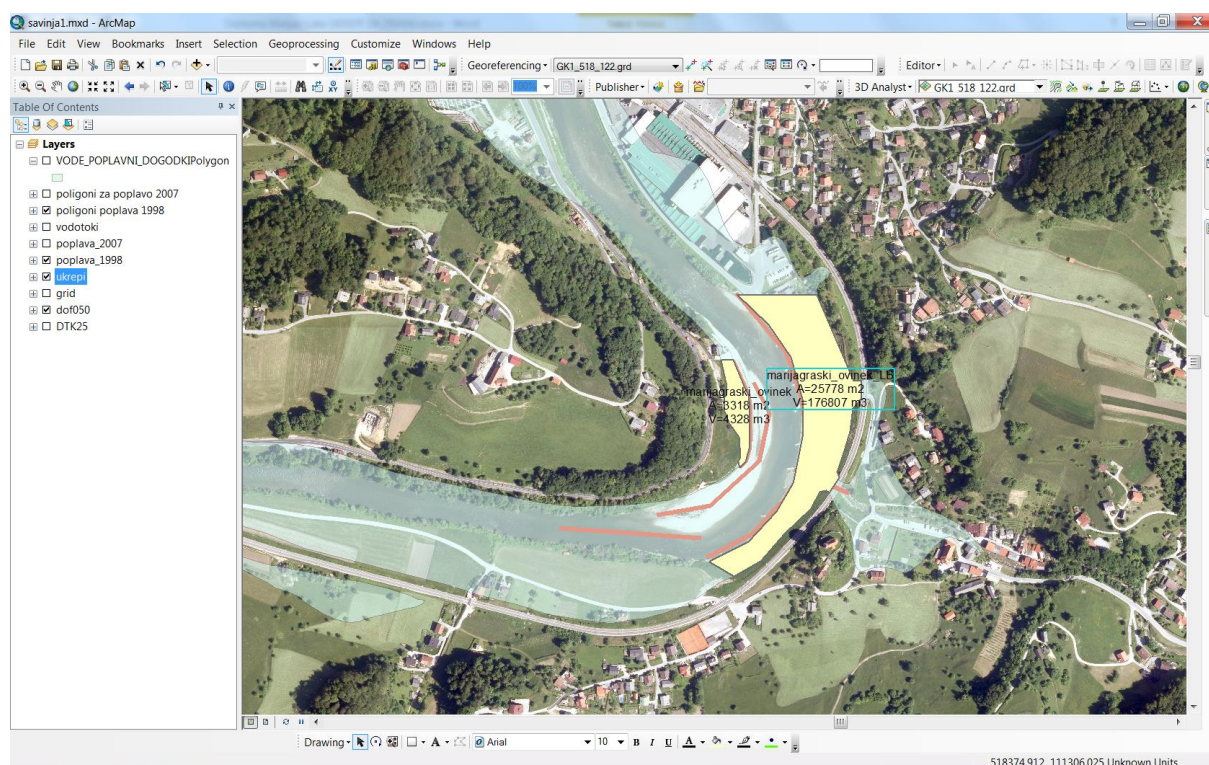 savinja1.mxd - ArcMap
File Edit View Bookmarks Insert Selection Geoprocessing Customize Windows Help
Georeferencing GK1_518_122.grd Editor
100% Publisher 3D Analyst GK1_518_122.grd
Table Of Contents
Layers
VODE_POPLAVNI_DOGODKIPolygon
poligoni za poplavo 2007
poligoni poplava 1998
vodotoki
poplava_2007
poplava_1998
ukrepi
grid
dof050
DTK25
marijagraski_ovinek
A=3318 m2
V=4328 m3
marijagraski_ovinek_LB
A=25778 m2
V=176807 m3
Drawing A Arial 10 B I U A
518374,912 111306,025 Unknown Units